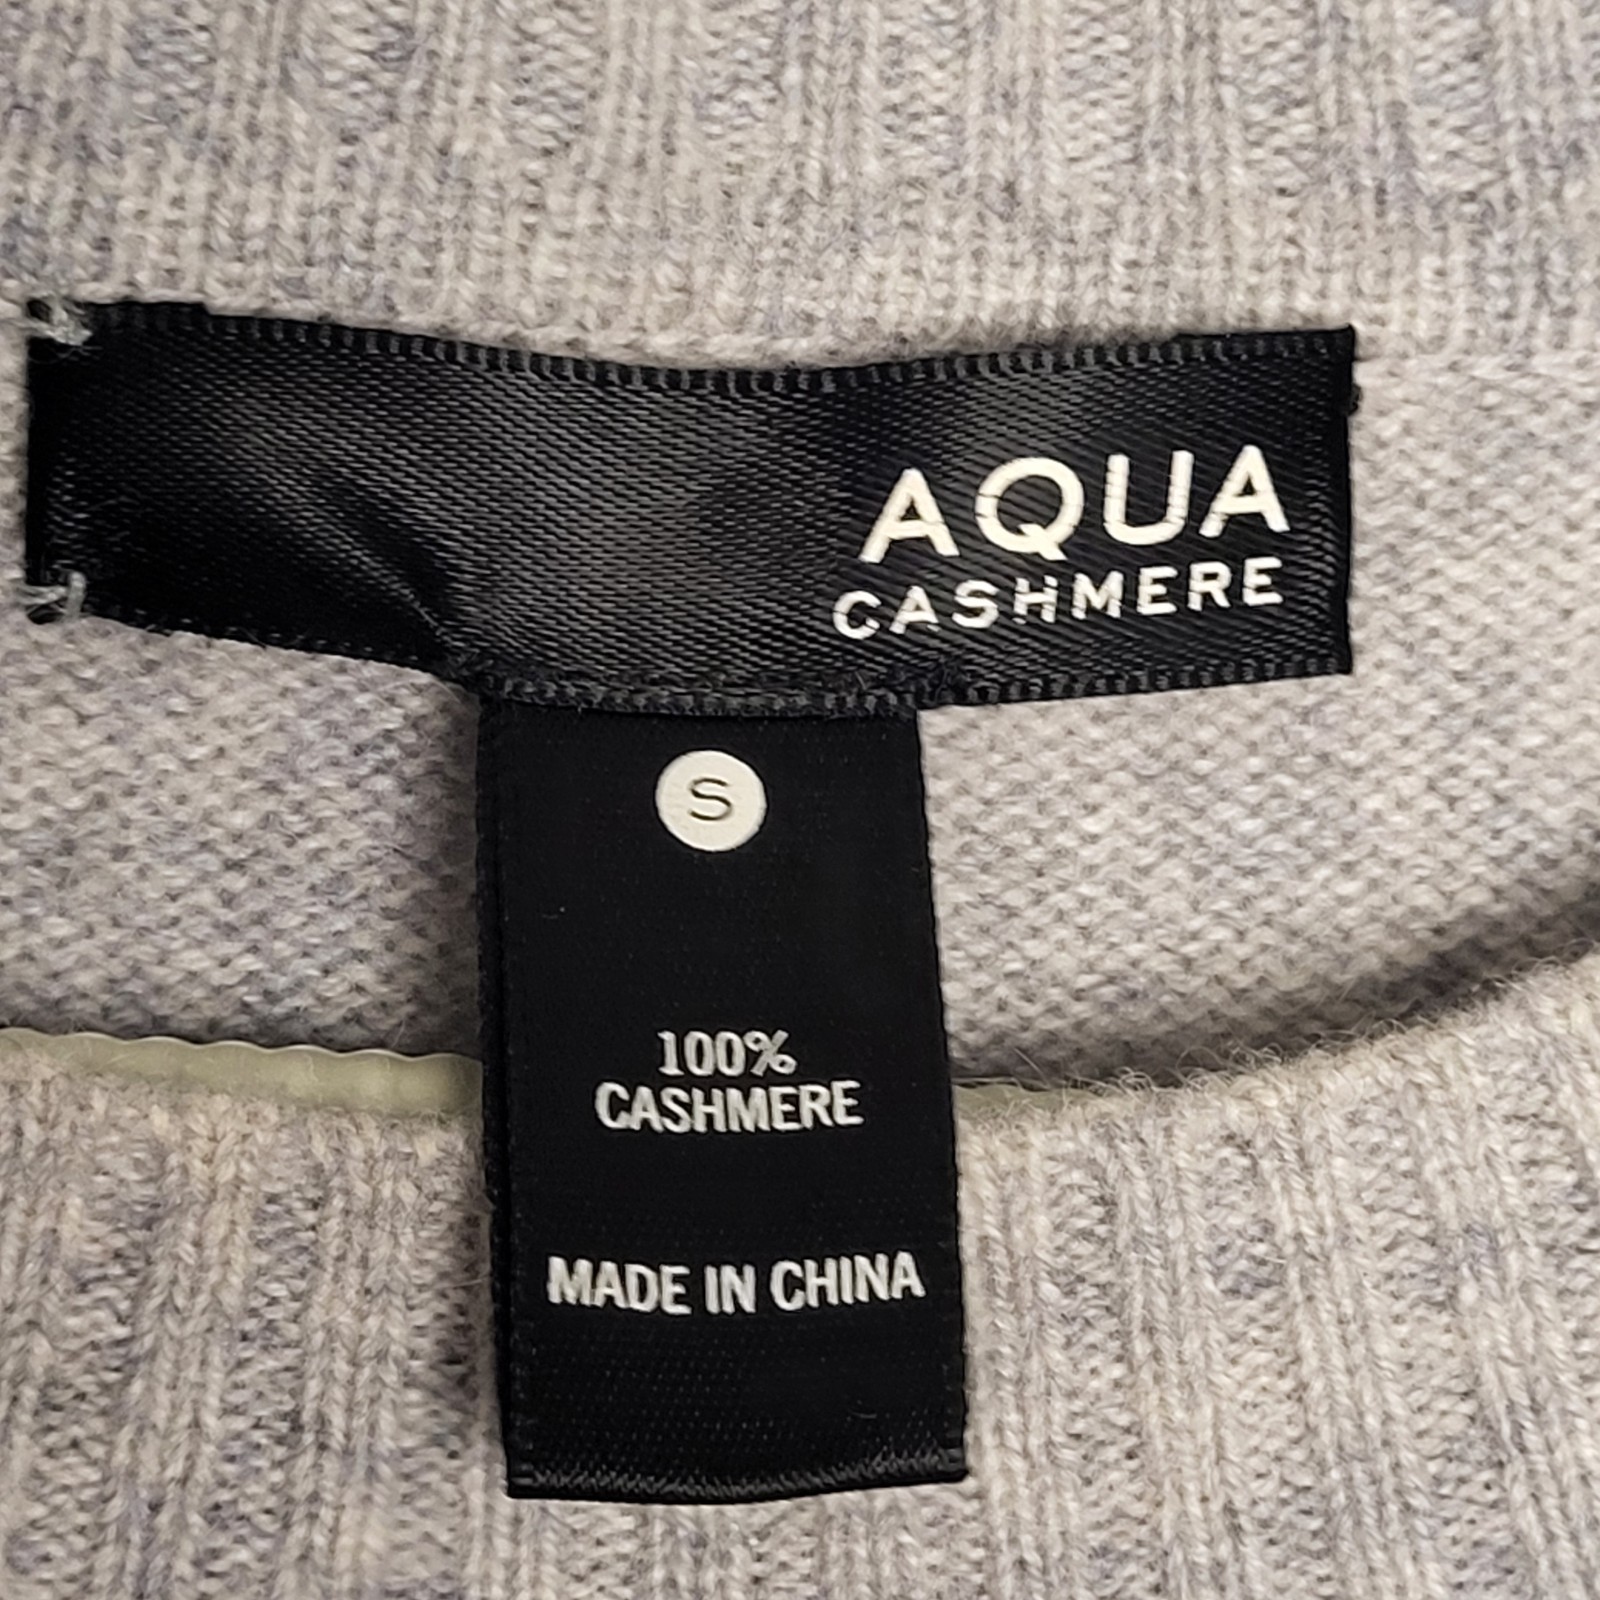 AQUA
CASHMERE
S
100%
CASHMERE
MADE IN CHINA